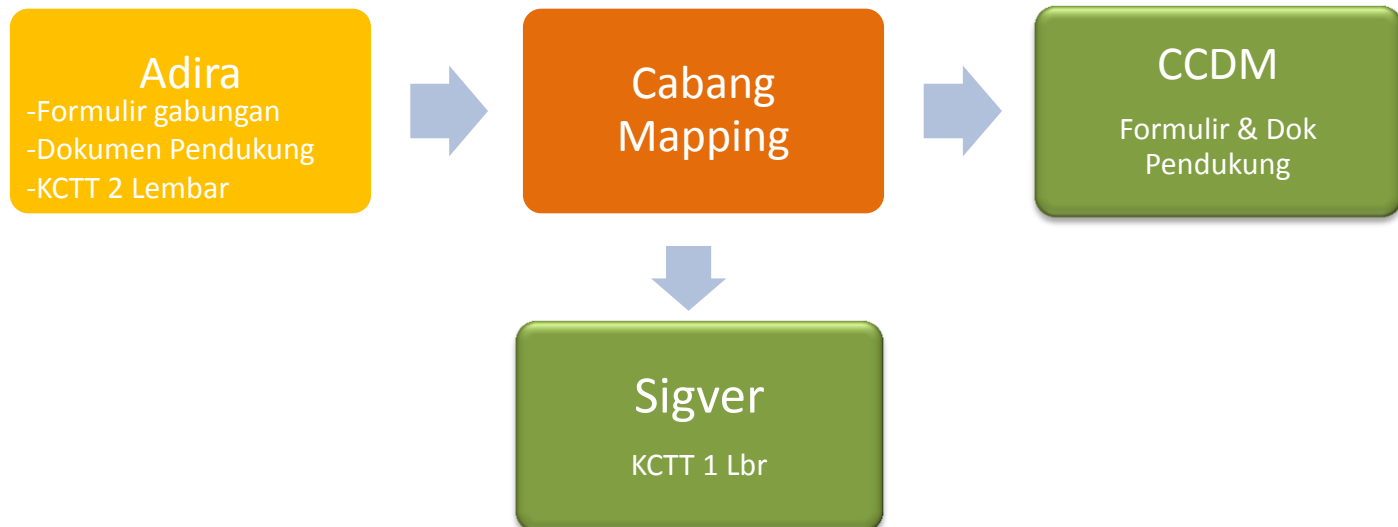 Adira
-Formulir gabungan
-Dokumen Pendukung
-KCTT 2 Lembar
Cabang
Mapping
CCDM
Formulir & Dok
Pendukung
Sigver
KCTT 1 Lbr